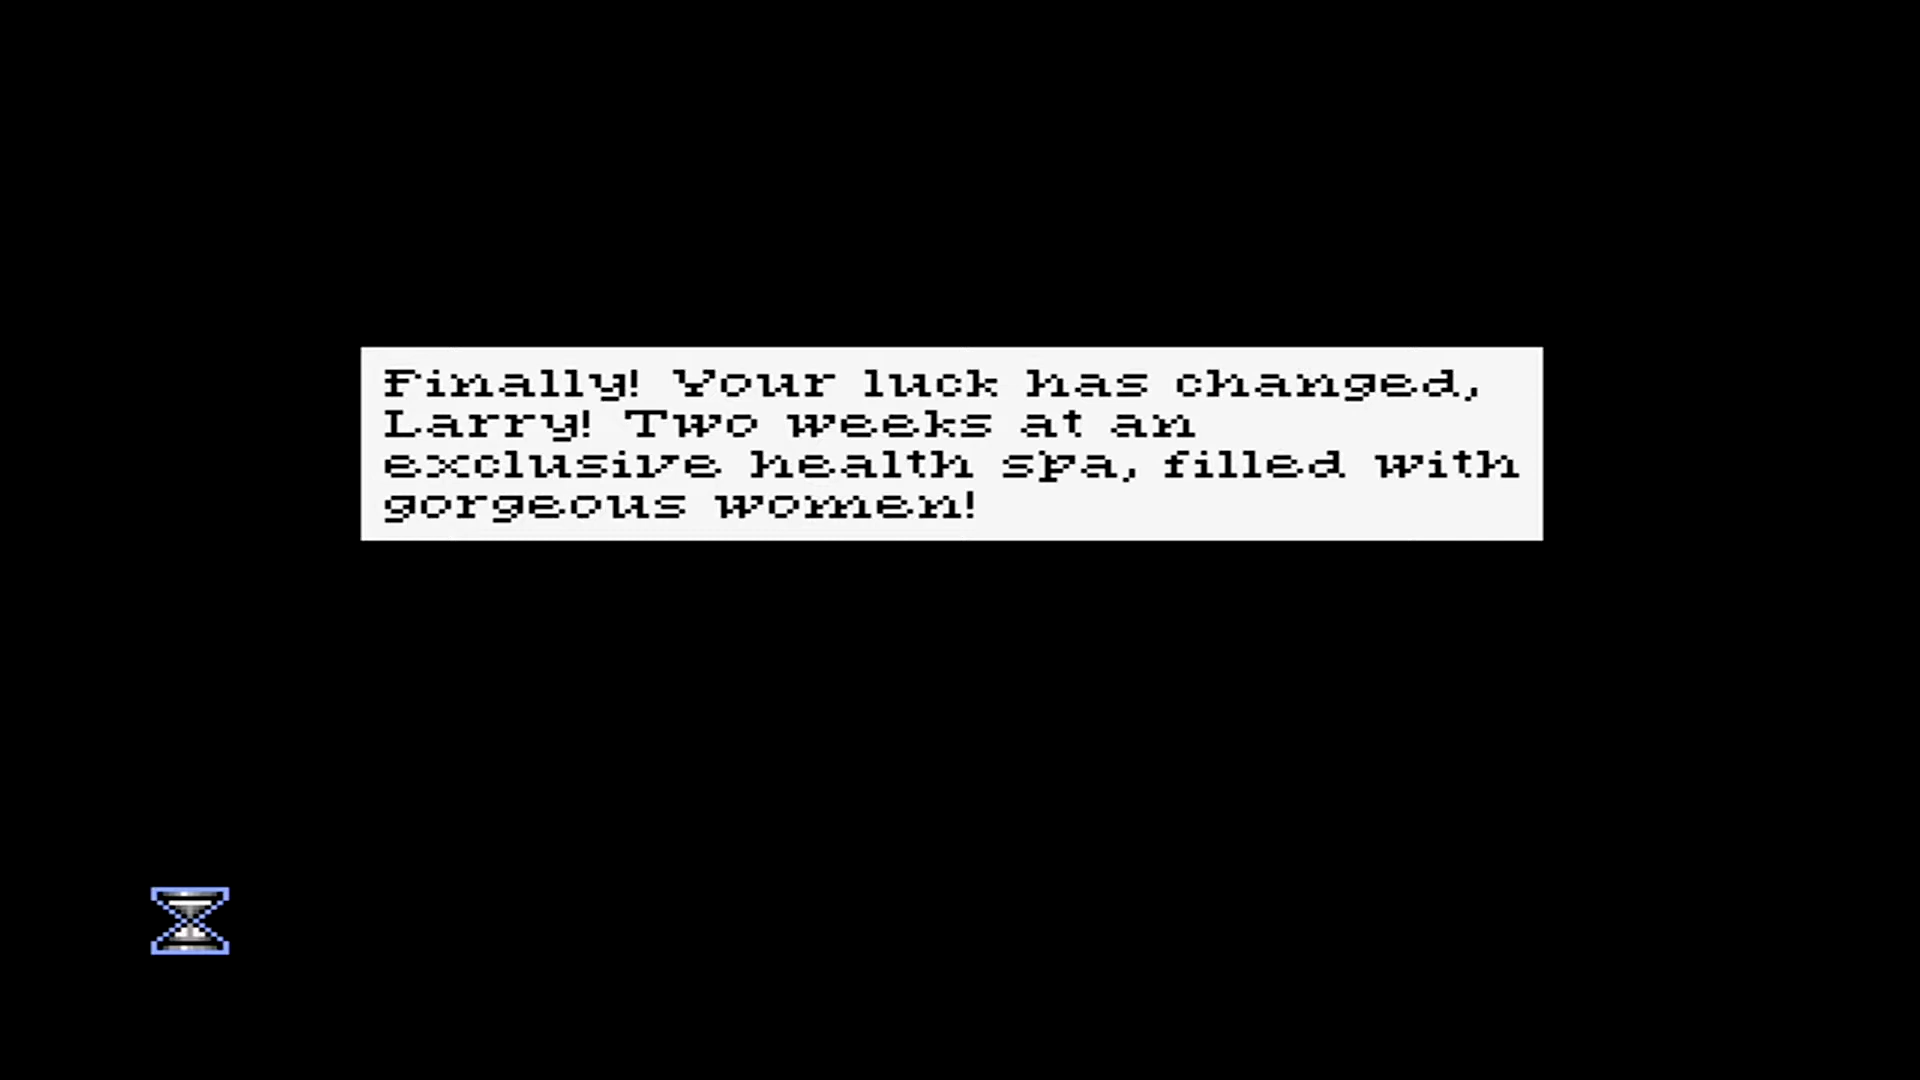 Finally! Your luck has changed,
Larry! Two weeks at an
exclusive health spa, filled with
gorgeous women!